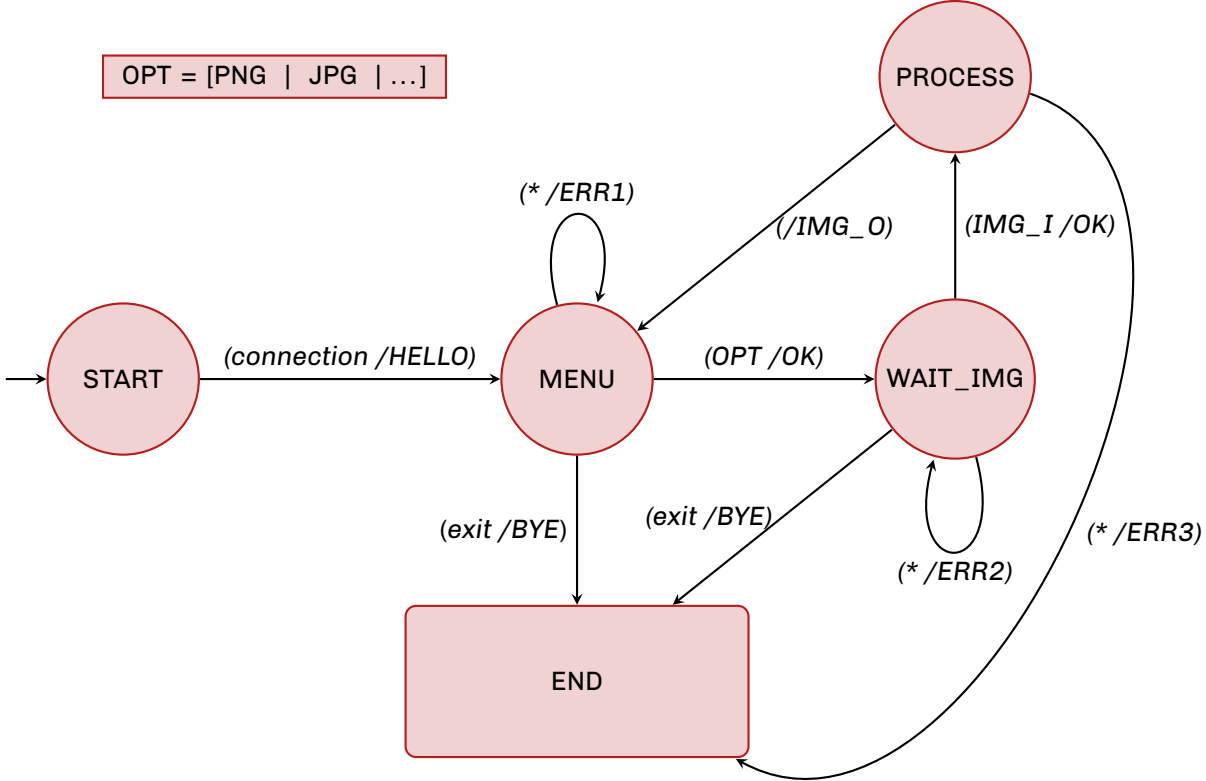 OPT = [PNG | JPG | ...]
PROCESS
(* /ERR1)
(/IMG_O)
(IMG_I /OK)
START
(connection /HELLO)
MENU
(OPT /OK)
WAIT_IMG
(exit /BYE)
(exit /BYE)
(* /ERR2)
(* /ERR3)
END